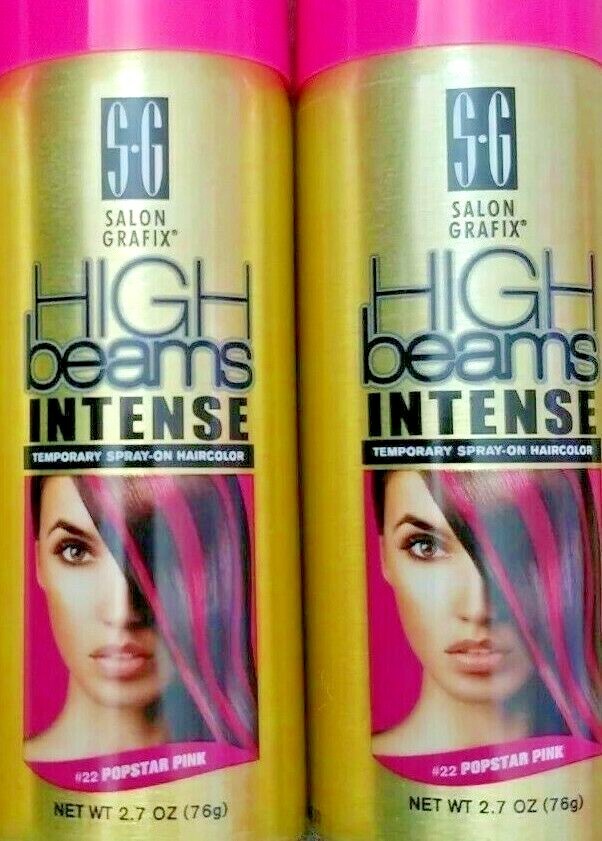 S·G
SALON
GRAFIX®
HIGH
beams
INTENSE
TEMPORARY SPRAY-ON HAIRCOLOR
#22 POPSTAR PINK
NET WT 2.7 OZ (76g)
S·G
SALON
GRAFIX®
HIGH
beams
INTENSE
TEMPORARY SPRAY-ON HAIRCOLOR
#22 POPSTAR PINK
NET WT 2.7 OZ (76g)